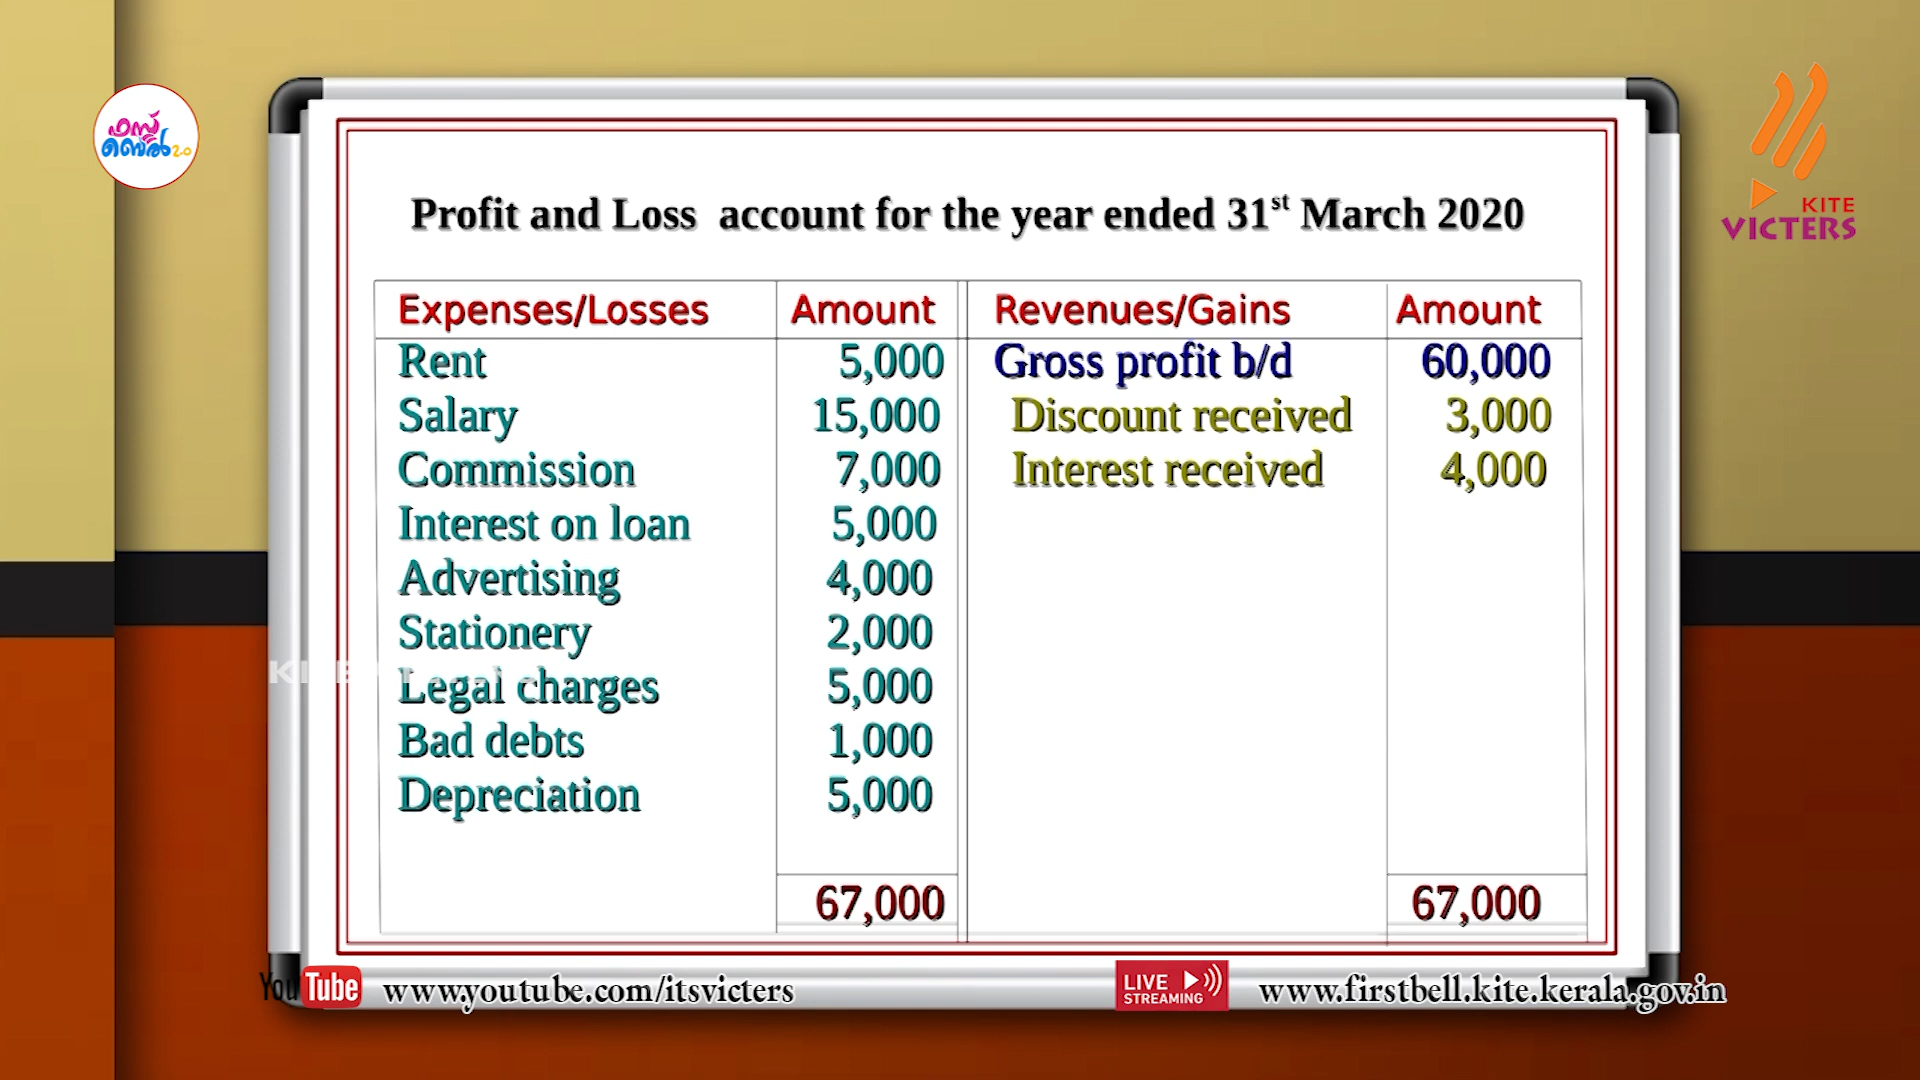 ഫസ്റ്റ്
ബെൽ 2.0
KITE
VICTERS
Profit and Loss account for the year ended 31st March 2020
Expenses/Losses Amount Revenues/Gains Amount
Rent 5,000 Gross profit b/d 60,000
Salary 15,000 Discount received 3,000
Commission 7,000 Interest received 4,000
Interest on loan 5,000
Advertising 4,000
Stationery 2,000
Legal charges 5,000
Bad debts 1,000
Depreciation 5,000
67,000 67,000
YouTube www.youtube.com/itsvicters LIVE STREAMING www.firstbell.kite.kerala.gov.in